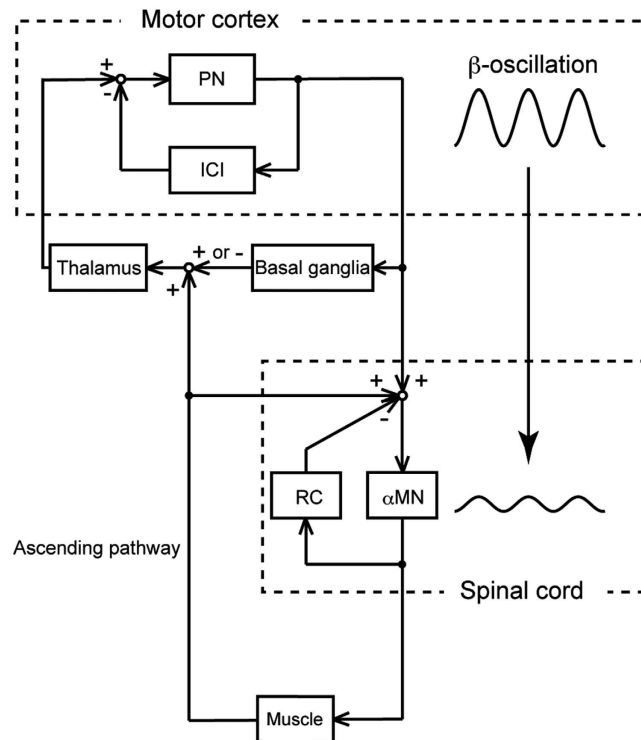 Motor cortex
β-oscillation
+
PN
-
ICI
+ or -
Thalamus
Basal ganglia
+
+ +
-
RC
αMN
Ascending pathway
Spinal cord
Muscle